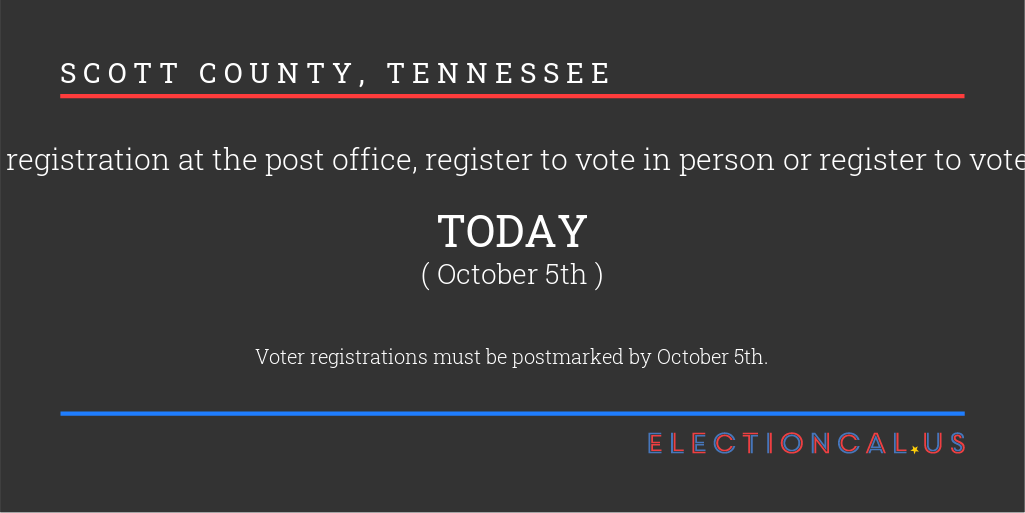 SCOTT COUNTY, TENNESSEE
registration at the post office, register to vote in person or register to vote
TODAY
( October 5th )
Voter registrations must be postmarked by October 5th.
ELECTIONCAL.US